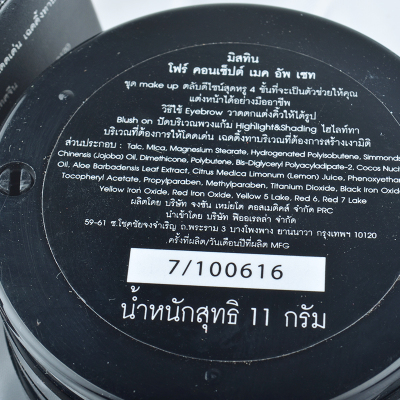 มิสทิน
โฟร์ คอนเซ็ปต์ เมค อัพ เซท
ชุด make up ตลับดีไซน์สุดหรู 4 ชั้นที่จะเป็นตัวช่วยให้คุณ
แต่งหน้าได้อย่างมืออาชีพ
วิธีใช้ Eyebrow วาดตกแต่งคิ้วให้ได้รูป
Blush on ปัดบริเวณพวงแก้ม Highlight&Shading ไฮไลท์ทา
บริเวณที่ต้องการให้โดดเด่น เฉดดิ้งทาบริเวณที่ต้องการสร้างเงามิติ
ส่วนประกอบ : Talc, Mica, Magnesium Stearate, Hydrogenated Polyisobutene, Simmonds
Chinensis (Jojoba) Oil, Dimethicone, Polybutene, Bis-Diglyceryl Polyacyladipate-2, Cocos Nuci
Oil, Aloe Barbadensis Leaf Extract, Citrus Medica Limonum (Lemon) Juice, Phenoxyethan
Tocopheryl Acetate, Propylparaben, Methylparaben, Titanium Dioxide, Black Iron Oxid
Yellow Iron Oxide, Red Iron Oxide, Yellow 5 Lake, Red 6, Red 7 Lake
ผลิตโดย บริษัท จงซัน เหม่ยไต๋ คอสเมติคส์ จำกัด PRC
นำเข้าโดย บริษัท ฟิออเรลล่า จำกัด
59-61 ซ.โชคชัยจงจำเริญ ถ.พระราม 3 บางโพงพาง ยานนาวา กรุงเทพฯ 10120
ครั้งที่ผลิต/วันเดือนปีที่ผลิต MFG
7/100616
น้ำหนักสุทธิ 11 กรัม